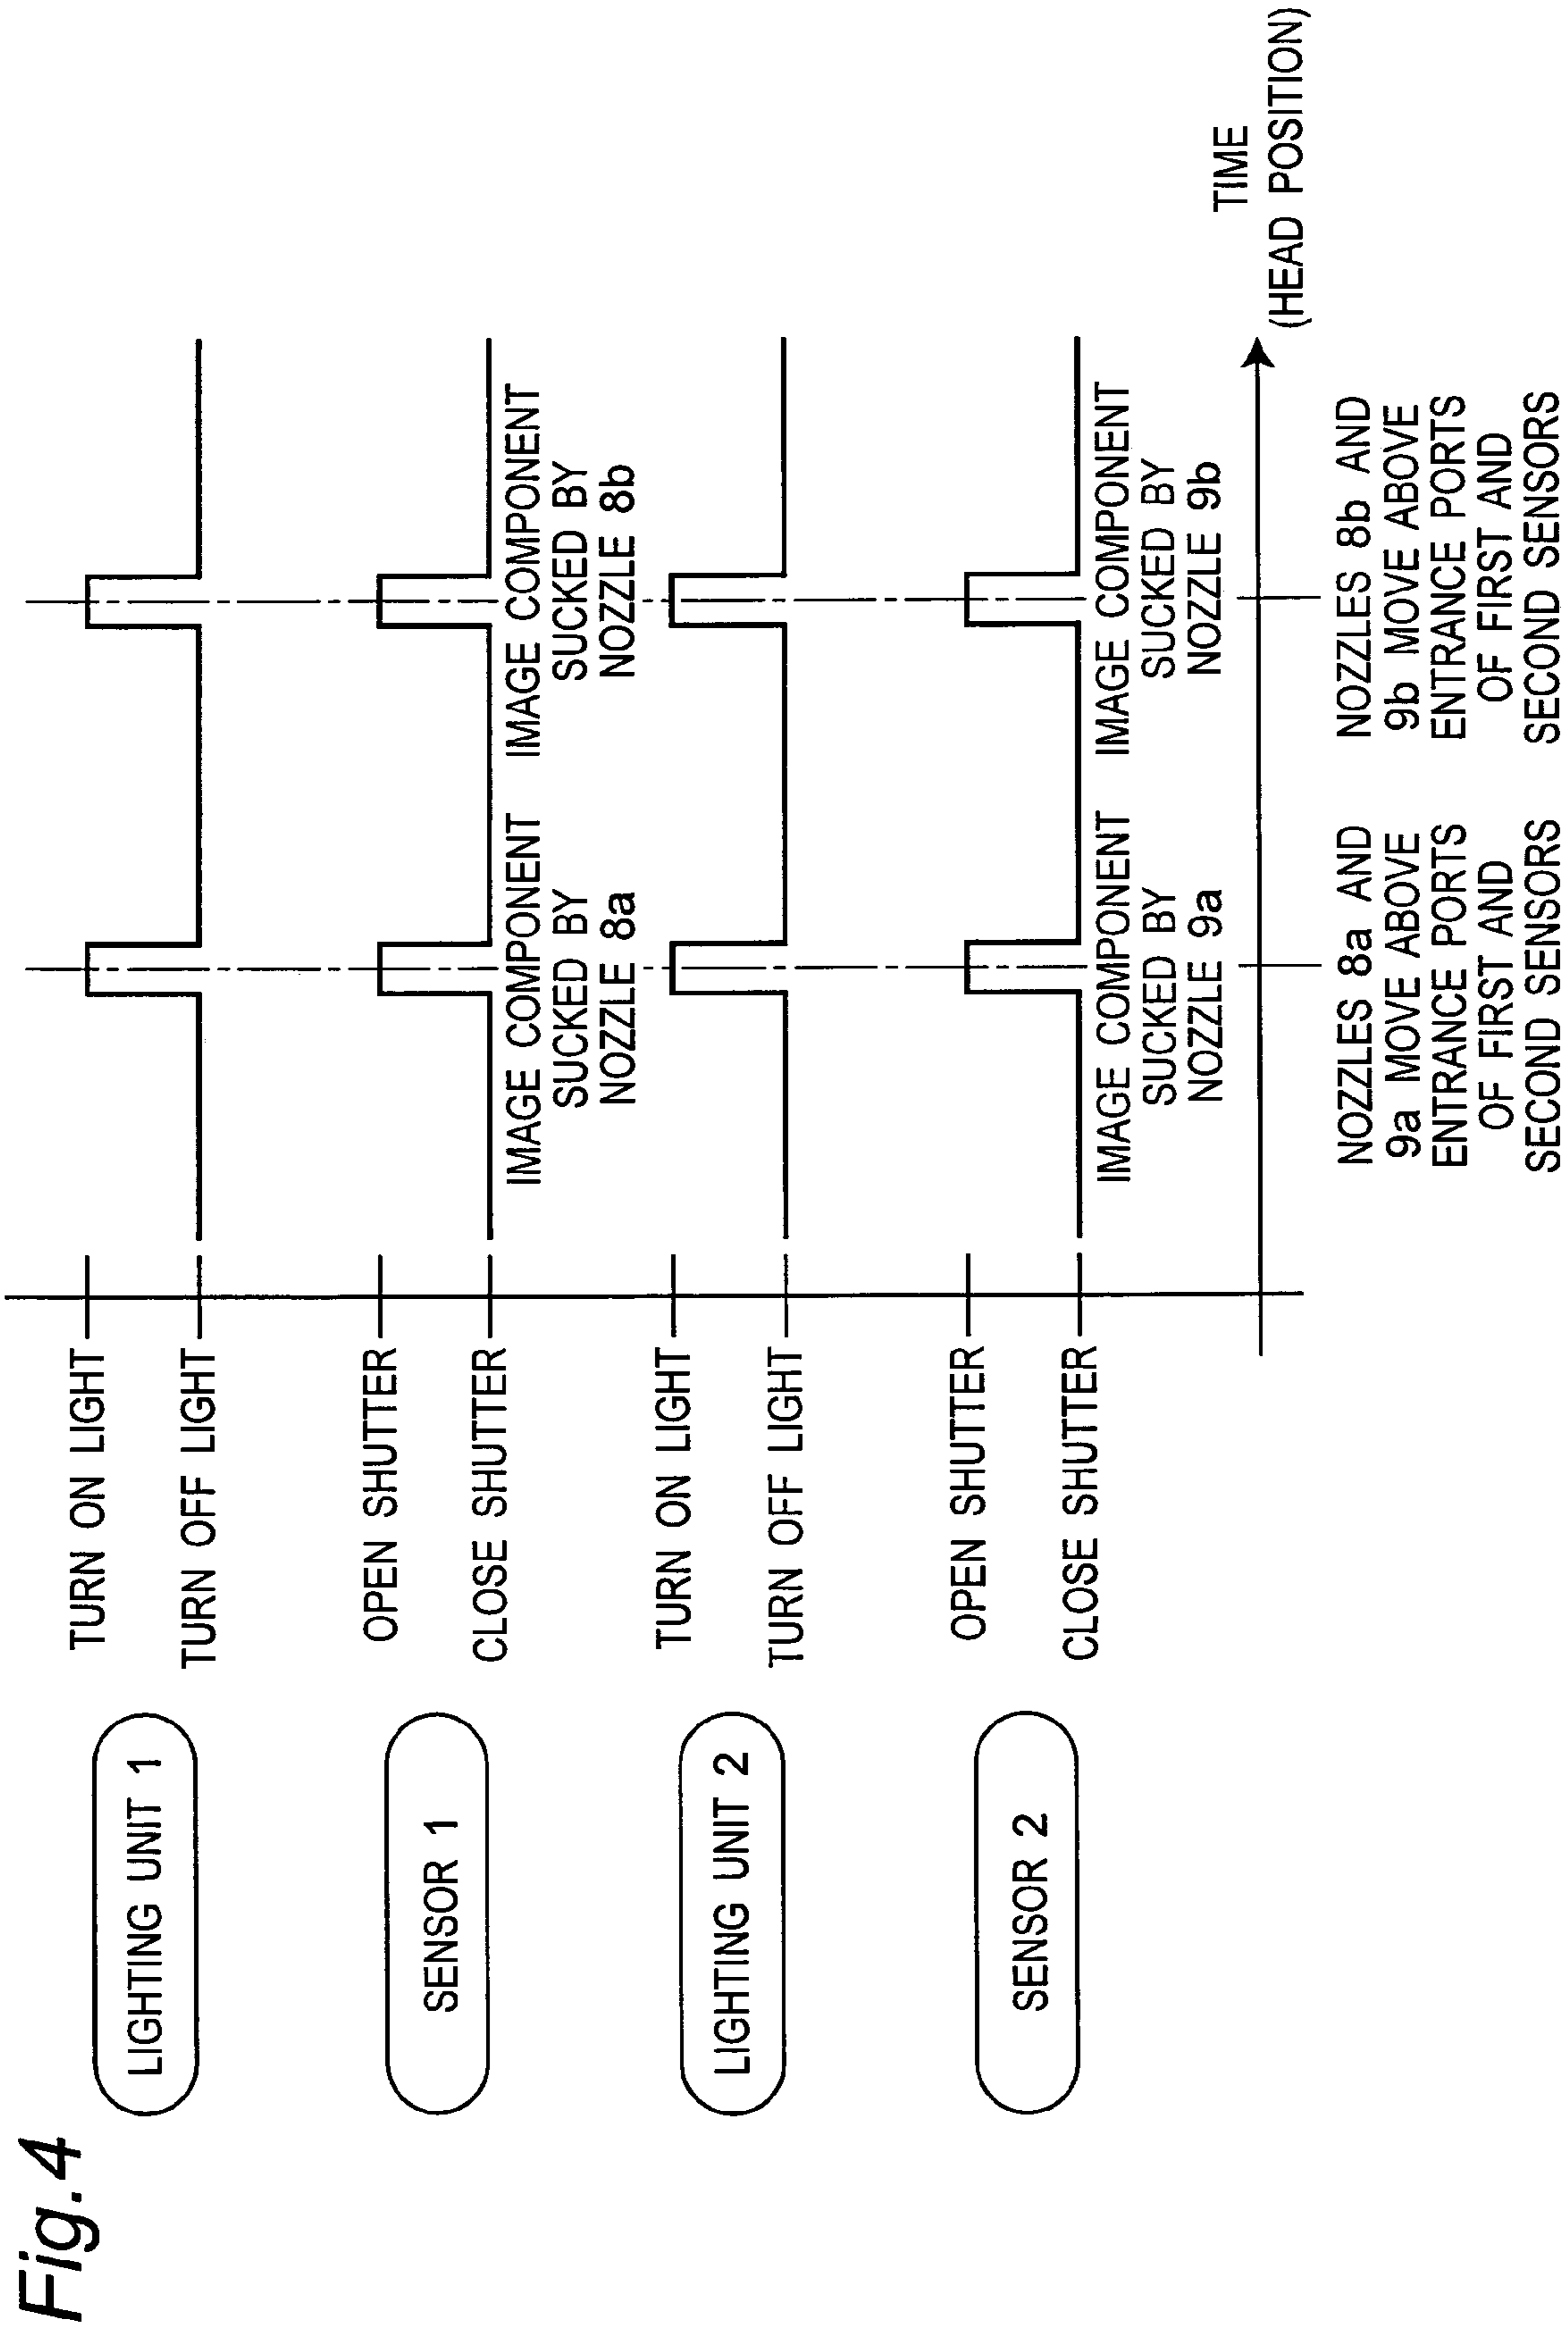 Fig.4
LIGHTING UNIT 1
TURN ON LIGHT
TURN OFF LIGHT
SENSOR 1
OPEN SHUTTER
CLOSE SHUTTER
IMAGE COMPONENT
SUCKED BY
NOZZLE 8a
IMAGE COMPONENT
SUCKED BY
NOZZLE 8b
LIGHTING UNIT 2
TURN ON LIGHT
TURN OFF LIGHT
SENSOR 2
OPEN SHUTTER
CLOSE SHUTTER
IMAGE COMPONENT
SUCKED BY
NOZZLE 9a
IMAGE COMPONENT
SUCKED BY
NOZZLE 9b
TIME
(HEAD POSITION)
NOZZLES 8a AND
9a MOVE ABOVE
ENTRANCE PORTS
OF FIRST AND
SECOND SENSORS
NOZZLES 8b AND
9b MOVE ABOVE
ENTRANCE PORTS
OF FIRST AND
SECOND SENSORS